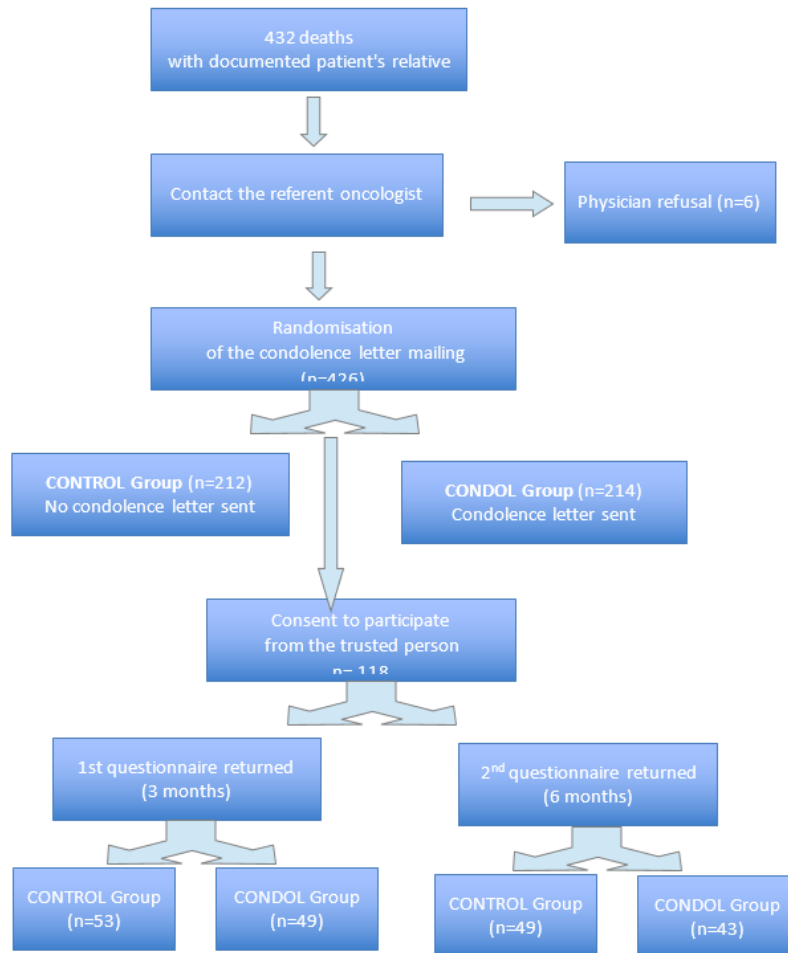 432 deaths
with documented patient's relative
Contact the referent oncologist
Physician refusal (n=6)
Randomisation
of the condolence letter mailing
(n=426)
CONTROL Group (n=212)
No condolence letter sent
CONDOL Group (n=214)
Condolence letter sent
Consent to participate
from the trusted person
n= 118
1st questionnaire returned
(3 months)
2nd questionnaire returned
(6 months)
CONTROL Group
(n=53)
CONDOL Group
(n=49)
CONTROL Group
(n=49)
CONDOL Group
(n=43)